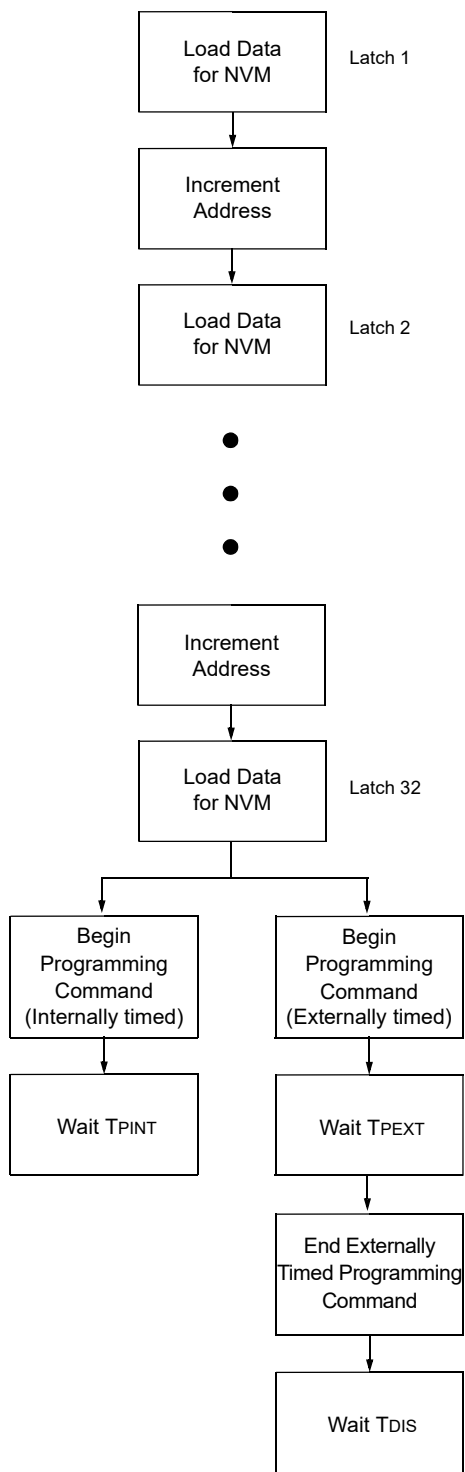 Load Data
for NVM
Latch 1
Increment
Address
Load Data
for NVM
Latch 2
Increment
Address
Load Data
for NVM
Latch 32
Begin
Programming
Command
(Internally timed)
Begin
Programming
Command
(Externally timed)
Wait TPINT
Wait TPEXT
End Externally
Timed Programming
Command
Wait TDIS